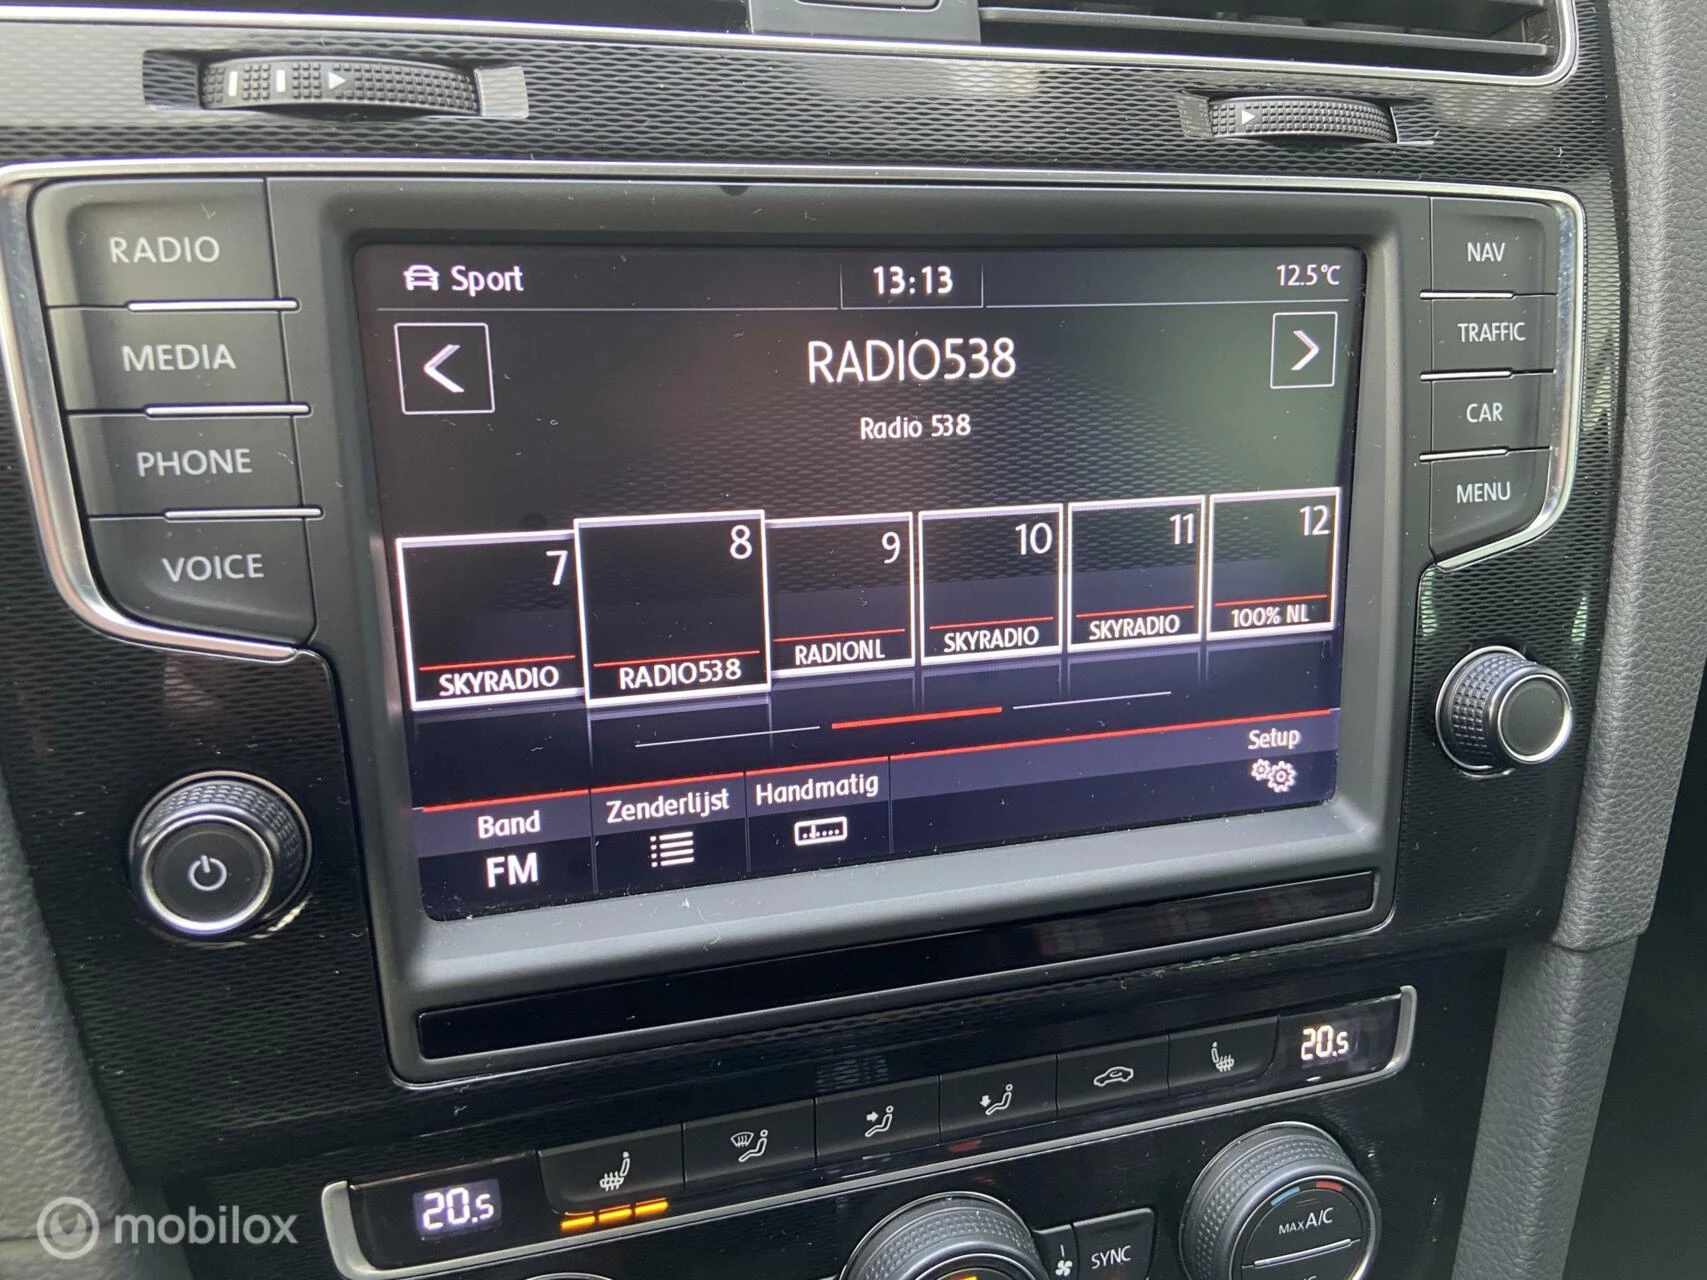 RADIO
MEDIA
PHONE
VOICE
Sport
13:13
12.5°C
RADIO538
Radio 538
7
SKYRADIO
8
RADIO538
9
RADIONL
10
SKYRADIO
11
SKYRADIO
12
100% NL
Band
FM
Zenderlijst
Handmatig
Setup
NAV
TRAFFIC
CAR
MENU
20.5
20.5
SYNC
MAX A/C
mobilox